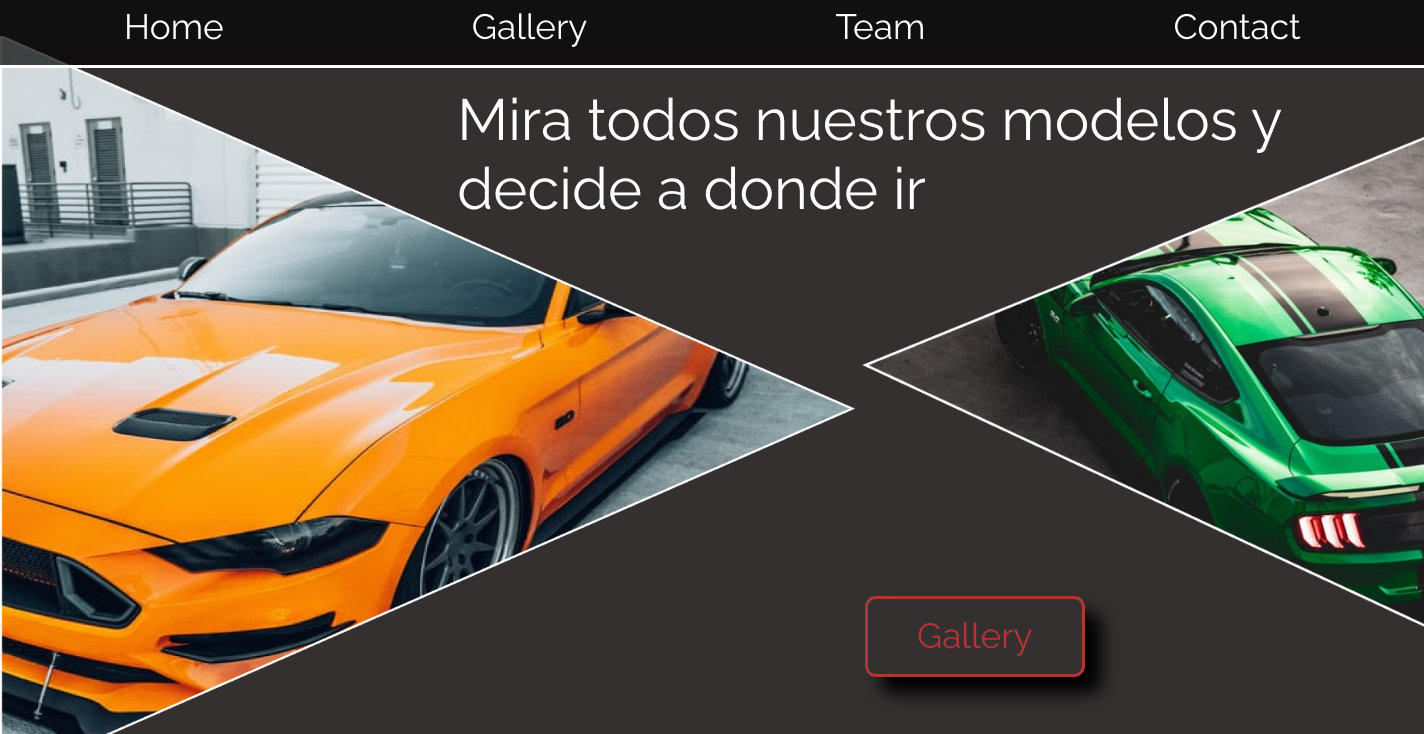 Home Gallery Team Contact
Mira todos nuestros modelos y
decide a donde ir
Gallery